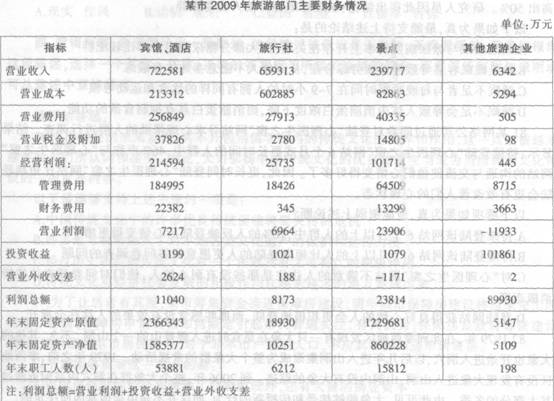 某市2009年旅游部门主要财务情况
单位:万元
指标 宾馆、酒店 旅行社 景点 其他旅游企业
营业收入 722581 659313 239717 6342
营业成本 213312 602885 82863 5294
营业费用 256849 27913 40335 505
营业税金及附加 37826 2780 14805 98
经营利润: 214594 25735 101714 445
管理费用 184995 18426 64509 8715
财务费用 22382 345 13299 3663
营业利润 7217 6964 23906 -11933
投资收益 1199 1021 1079 101861
营业外收支差 2624 188 -1171 2
利润总额 11040 8173 23814 89930
年末固定资产原值 2366343 18930 1229681 5147
年末固定资产净值 1585377 10251 860228 5109
年末职工人数(人) 53881 6212 15812 198
注:利润总额=营业利润+投资收益+营业外收支差